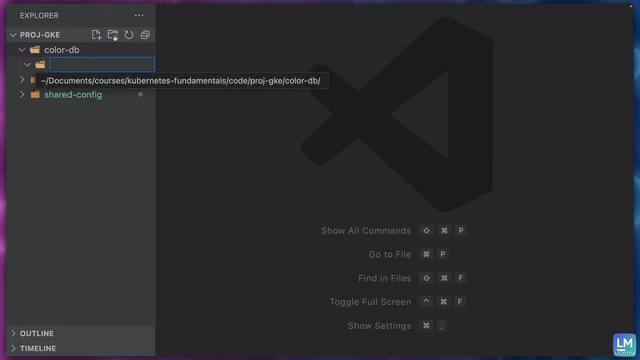 EXPLORER
PROJ-GKE
color-db
~/Documents/courses/kubernetes-fundamentals/code/proj-gke/color-db/
shared-config
Show All Commands ⇧ ⌘ P
Go to File ⌘ P
Find in Files ⇧ ⌘ F
Toggle Full Screen ^ ⌘ F
Show Settings ⌘ ,
OUTLINE
TIMELINE
LM